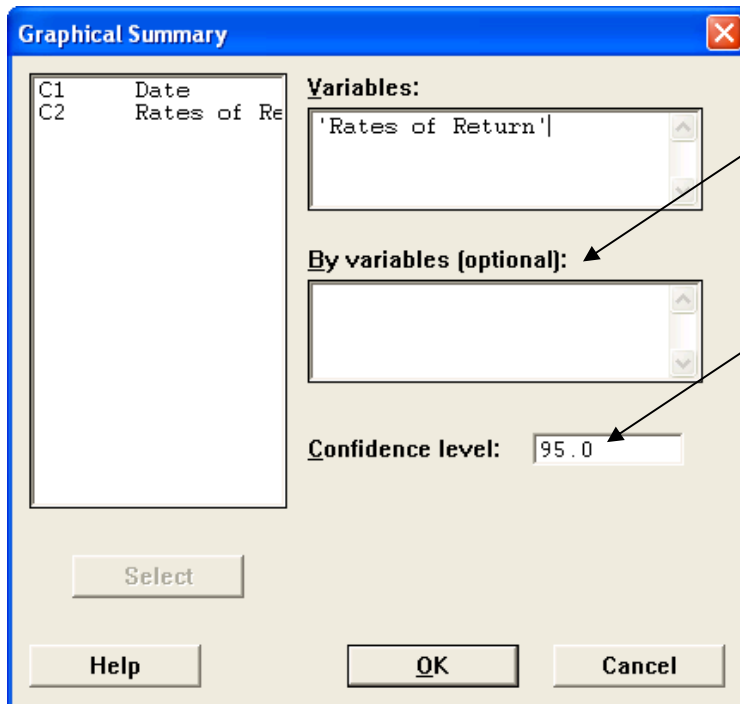 Graphical Summary
C1 Date
C2 Rates of Re
Variables:
'Rates of Return'
By variables (optional):
Confidence level: 95.0
Select
Help OK Cancel